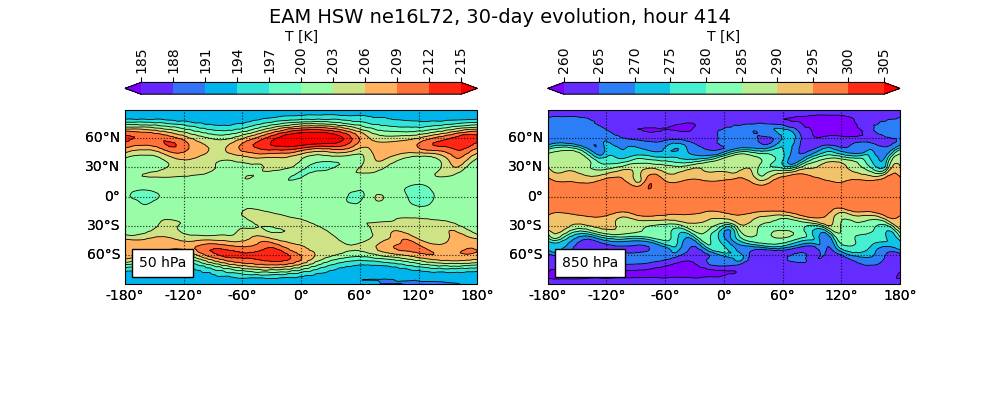 EAM HSW ne16L72, 30-day evolution, hour 414
T [K]
185 188 191 194 197 200 203 206 209 212 215
60°N
30°N
0°
30°S
60°S
50 hPa
-180° -120° -60° 0° 60° 120° 180°
T [K]
260 265 270 275 280 285 290 295 300 305
60°N
30°N
0°
30°S
60°S
850 hPa
-180° -120° -60° 0° 60° 120° 180°